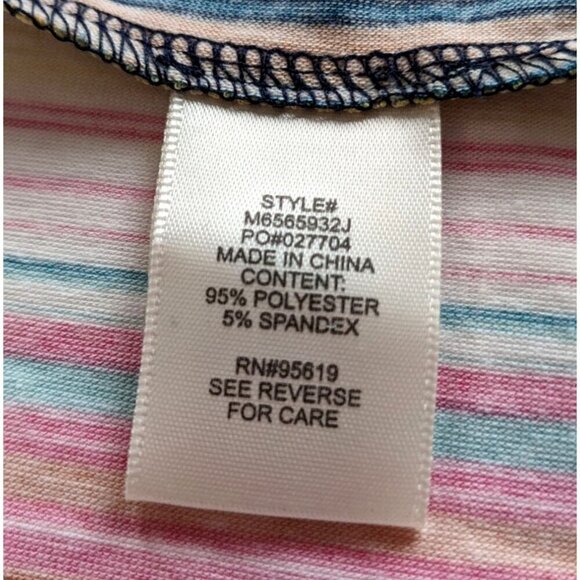 STYLE#
M6565932J
PO#027704
MADE IN CHINA
CONTENT:
95% POLYESTER
5% SPANDEX
RN#95619
SEE REVERSE
FOR CARE